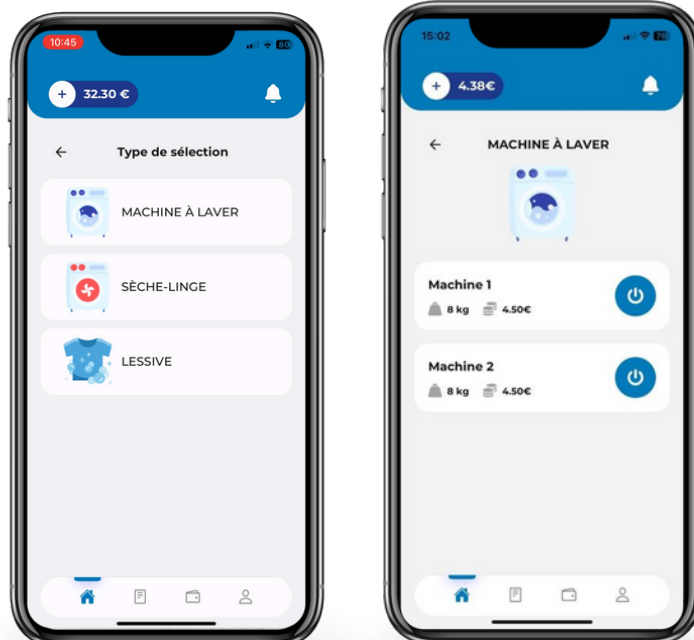 10:45
80
+ 32.30 €
Type de sélection
MACHINE À LAVER
SÈCHE-LINGE
LESSIVE
15:02
+ 4.38€
MACHINE À LAVER
Machine 1
8 kg 4.50€
Machine 2
8 kg 4.50€